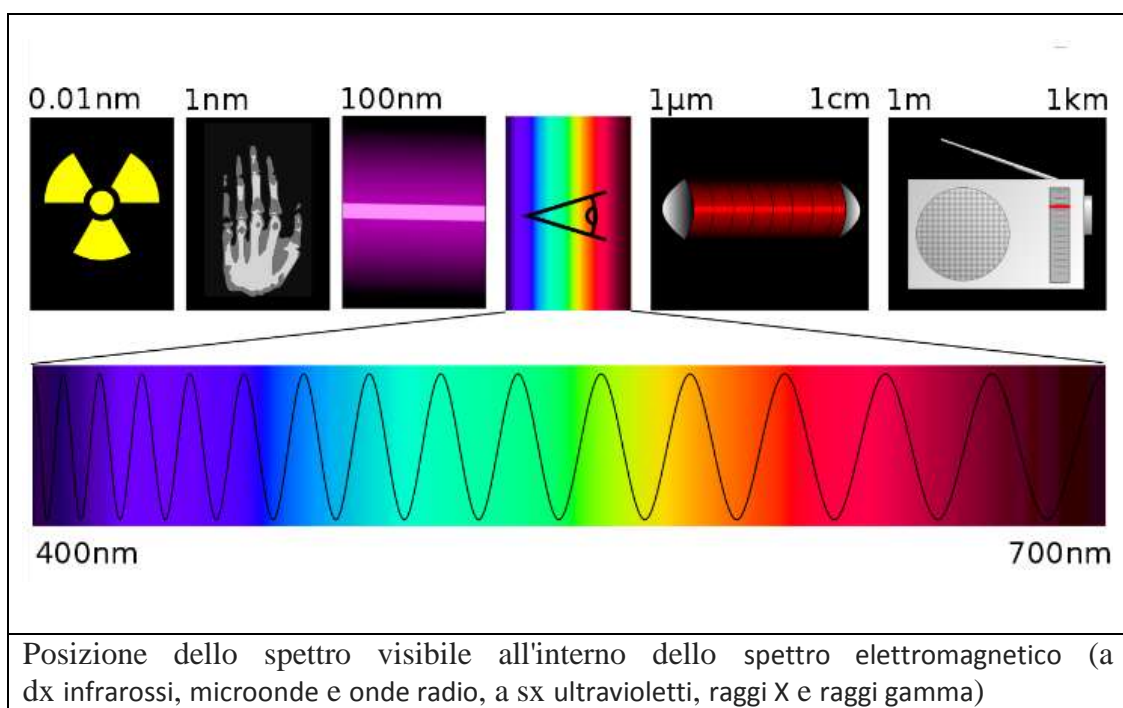 0.01nm 1nm 100nm 1µm 1cm 1m 1km
400nm 700nm
Posizione dello spettro visibile all'interno dello spettro elettromagnetico (a
dx infrarossi, microonde e onde radio, a sx ultravioletti, raggi X e raggi gamma)